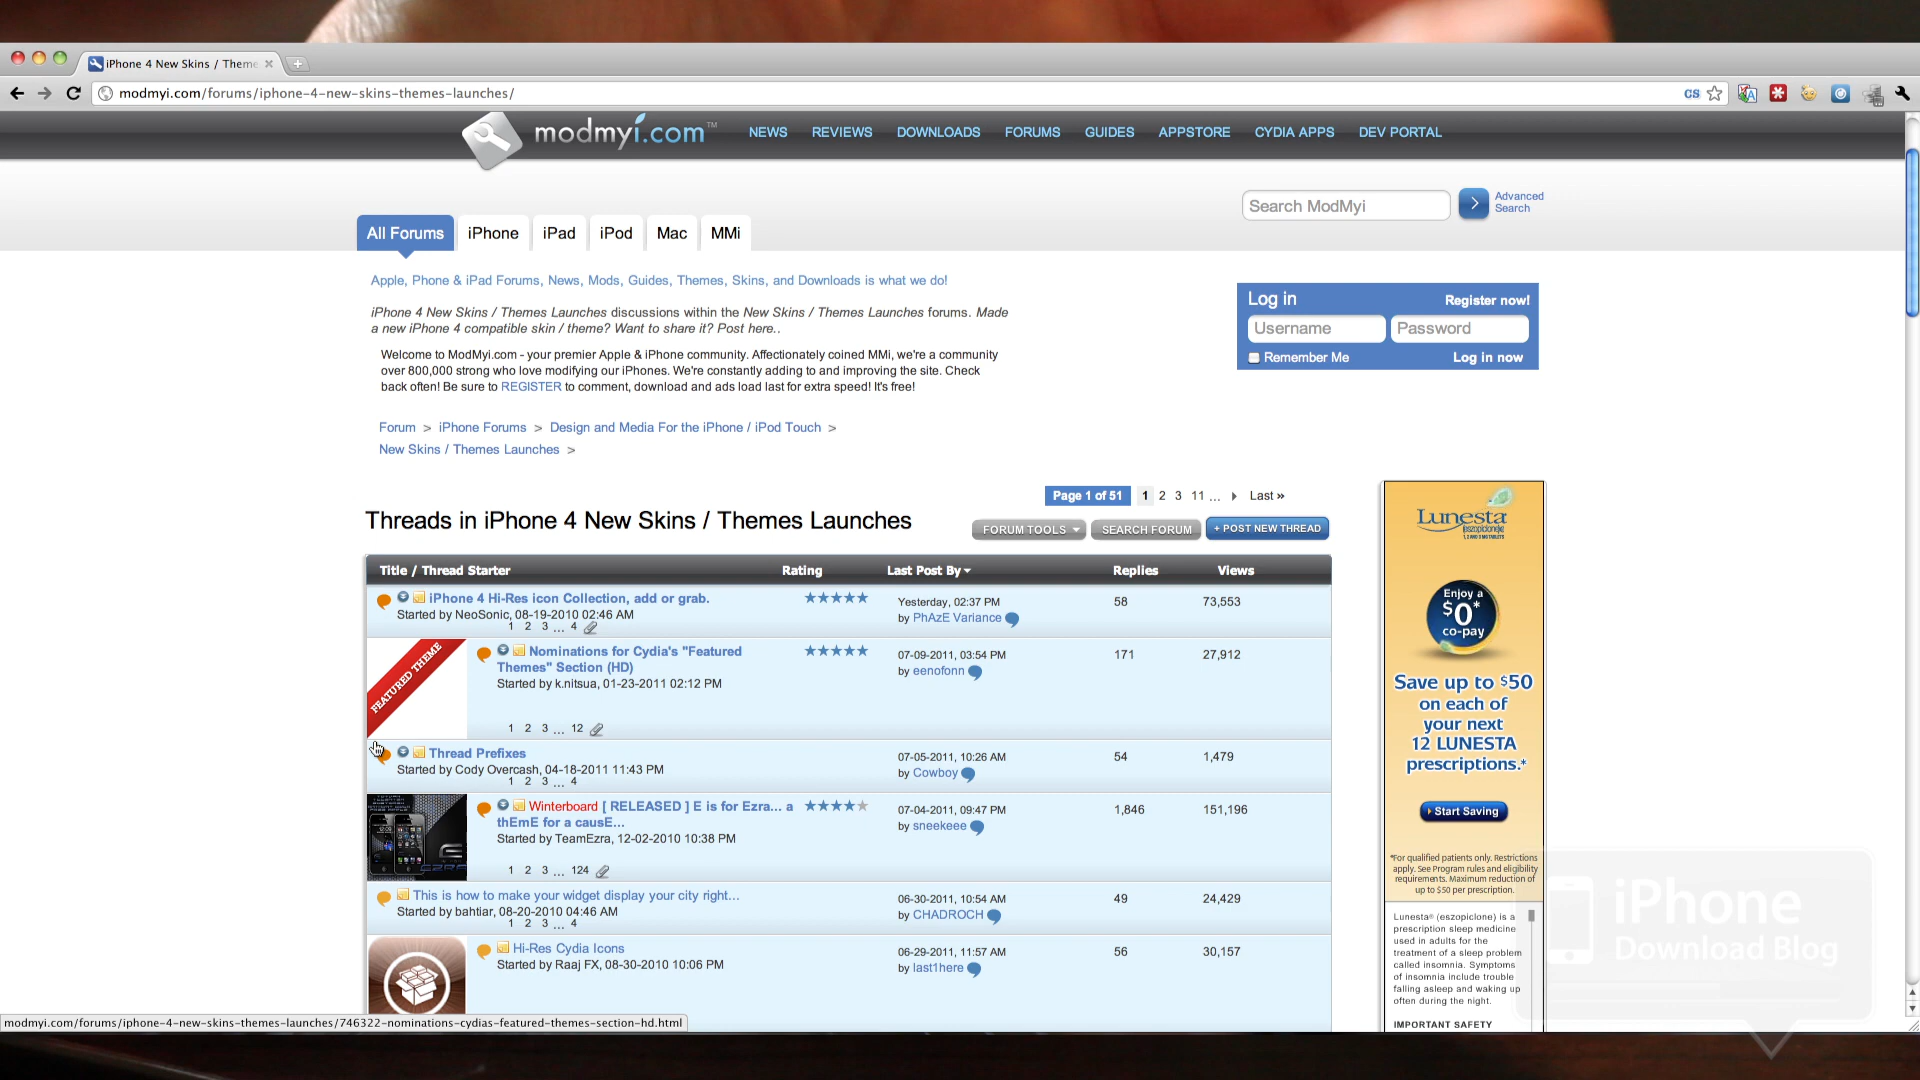 iPhone 4 New Skins / Theme
modmyi.com/forums/iphone-4-new-skins-themes-launches/
CS
modmyi.com™
NEWS REVIEWS DOWNLOADS FORUMS GUIDES APPSTORE CYDIA APPS DEV PORTAL
Search ModMyi
Advanced
Search
All Forums iPhone iPad iPod Mac MMi
Apple, Phone & iPad Forums, News, Mods, Guides, Themes, Skins, and Downloads is what we do!
iPhone 4 New Skins / Themes Launches discussions within the New Skins / Themes Launches forums. Made
a new iPhone 4 compatible skin / theme? Want to share it? Post here..
Welcome to ModMyi.com - your premier Apple & iPhone community. Affectionately coined MMi, we're a community
over 800,000 strong who love modifying our iPhones. We're constantly adding to and improving the site. Check
back often! Be sure to REGISTER to comment, download and ads load last for extra speed! It's free!
Log in Register now!
Username Password
Remember Me Log in now
Forum > iPhone Forums > Design and Media For the iPhone / iPod Touch >
New Skins / Themes Launches >
Page 1 of 51 1 2 3 11 ... Last »
Threads in iPhone 4 New Skins / Themes Launches
FORUM TOOLS SEARCH FORUM + POST NEW THREAD
Title / Thread Starter Rating Last Post By Replies Views
iPhone 4 Hi-Res icon Collection, add or grab.
Started by NeoSonic, 08-19-2010 02:46 AM
1 2 3 ... 4
Yesterday, 02:37 PM
by PhAzE Variance
58 73,553
FEATURED THEME
Nominations for Cydia's "Featured
Themes" Section (HD)
Started by k.nitsua, 01-23-2011 02:12 PM
1 2 3 ... 12
07-09-2011, 03:54 PM
by eenofonn
171 27,912
Thread Prefixes
Started by Cody Overcash, 04-18-2011 11:43 PM
1 2 3 ... 4
07-05-2011, 10:26 AM
by Cowboy
54 1,479
Winterboard [ RELEASED ] E is for Ezra... a
thEmE for a causE...
Started by TeamEzra, 12-02-2010 10:38 PM
1 2 3 ... 124
07-04-2011, 09:47 PM
by sneekeee
1,846 151,196
This is how to make your widget display your city right...
Started by bahtiar, 08-20-2010 04:46 AM
1 2 3 ... 4
06-30-2011, 10:54 AM
by CHADROCH
49 24,429
Hi-Res Cydia Icons
Started by Raaj FX, 08-30-2010 10:06 PM
06-29-2011, 11:57 AM
by last1here
56 30,157
Lunesta
(eszopiclone)
Enjoy a
$0*
co-pay
Save up to $50
on each of
your next
12 LUNESTA
prescriptions.*
Start Saving
*For qualified patients only. Restrictions
apply. See Program rules and eligibility
requirements. Maximum reduction of
up to $50 per prescription.
Lunesta® (eszopiclone) is a
prescription sleep medicine
used in adults for the
treatment of a sleep problem
called insomnia. Symptoms
of insomnia include trouble
falling asleep and waking up
often during the night.
IMPORTANT SAFETY
iPhone
Download Blog
modmyi.com/forums/iphone-4-new-skins-themes-launches/746322-nominations-cydias-featured-themes-section-hd.html